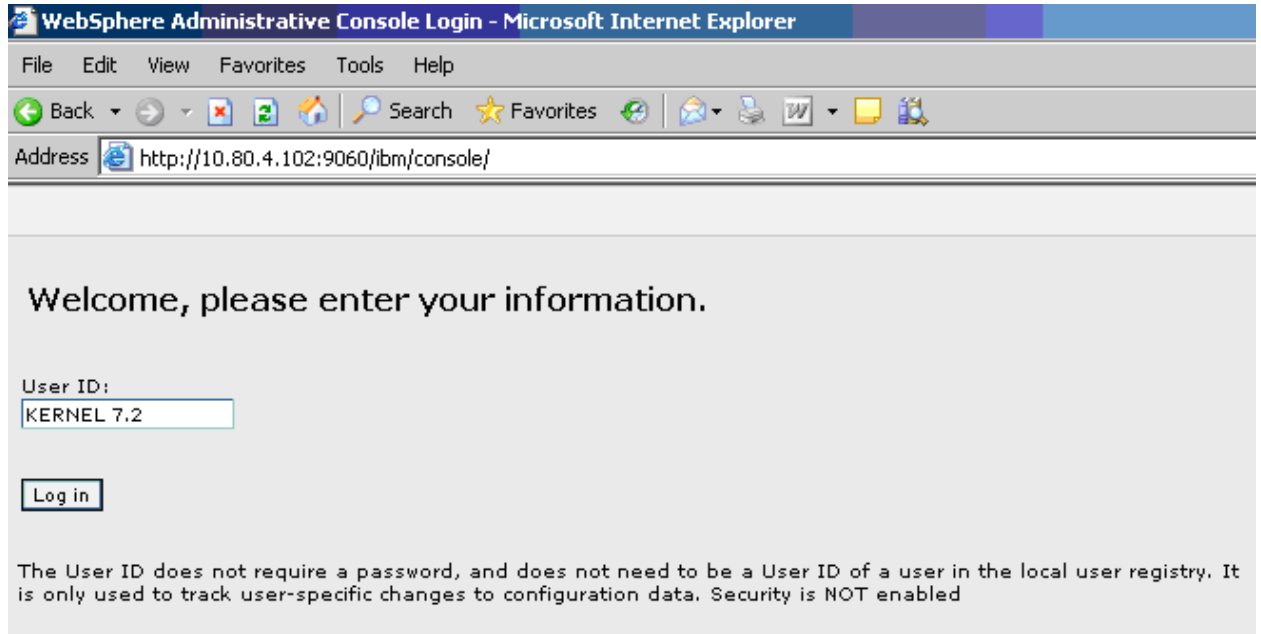 WebSphere Administrative Console Login - Microsoft Internet Explorer
File Edit View Favorites Tools Help
Back Search Favorites W
Address http://10.80.4.102:9060/ibm/console/
Welcome, please enter your information.
User ID:
KERNEL 7.2
Log in
The User ID does not require a password, and does not need to be a User ID of a user in the local user registry. It
is only used to track user-specific changes to configuration data. Security is NOT enabled